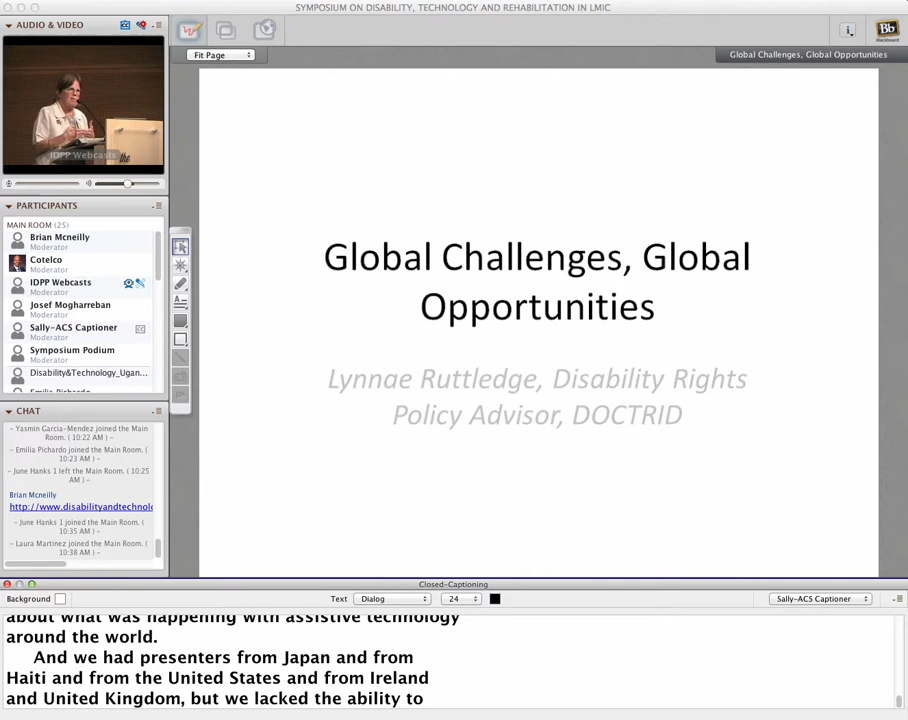 SYMPOSIUM ON DISABILITY, TECHNOLOGY AND REHABILITATION IN LMIC
AUDIO & VIDEO
IDPP Webcasts
the
PARTICIPANTS
MAIN ROOM (25)
Brian Mcneilly
Moderator
Cotelco
Moderator
IDPP Webcasts
Moderator
Josef Mogharreban
Moderator
Sally-ACS Captioner
Moderator
Symposium Podium
Moderator
Disability&Technology_Ugan...
Emilia Pichardo
CHAT
- Yasmin Garcia-Mendez joined the Main
Room. ( 10:22 AM ) -
- Emilia Pichardo joined the Main Room. (
10:23 AM ) -
- June Hanks 1 left the Main Room. ( 10:25
AM ) -
Brian Mcneilly
http://www.disabilityandtechnolo
- June Hanks 1 joined the Main Room. (
10:35 AM ) -
- Laura Martinez joined the Main Room. (
10:38 AM ) -
Fit Page
Bb
Blackboard
Global Challenges, Global Opportunities
Global Challenges, Global
Opportunities
Lynnae Ruttledge, Disability Rights
Policy Advisor, DOCTRID
Closed-Captioning
Background
Text
Dialog
24
Sally-ACS Captioner
about what was happening with assistive technology
around the world.
And we had presenters from Japan and from
Haiti and from the United States and from Ireland
and United Kingdom, but we lacked the ability to